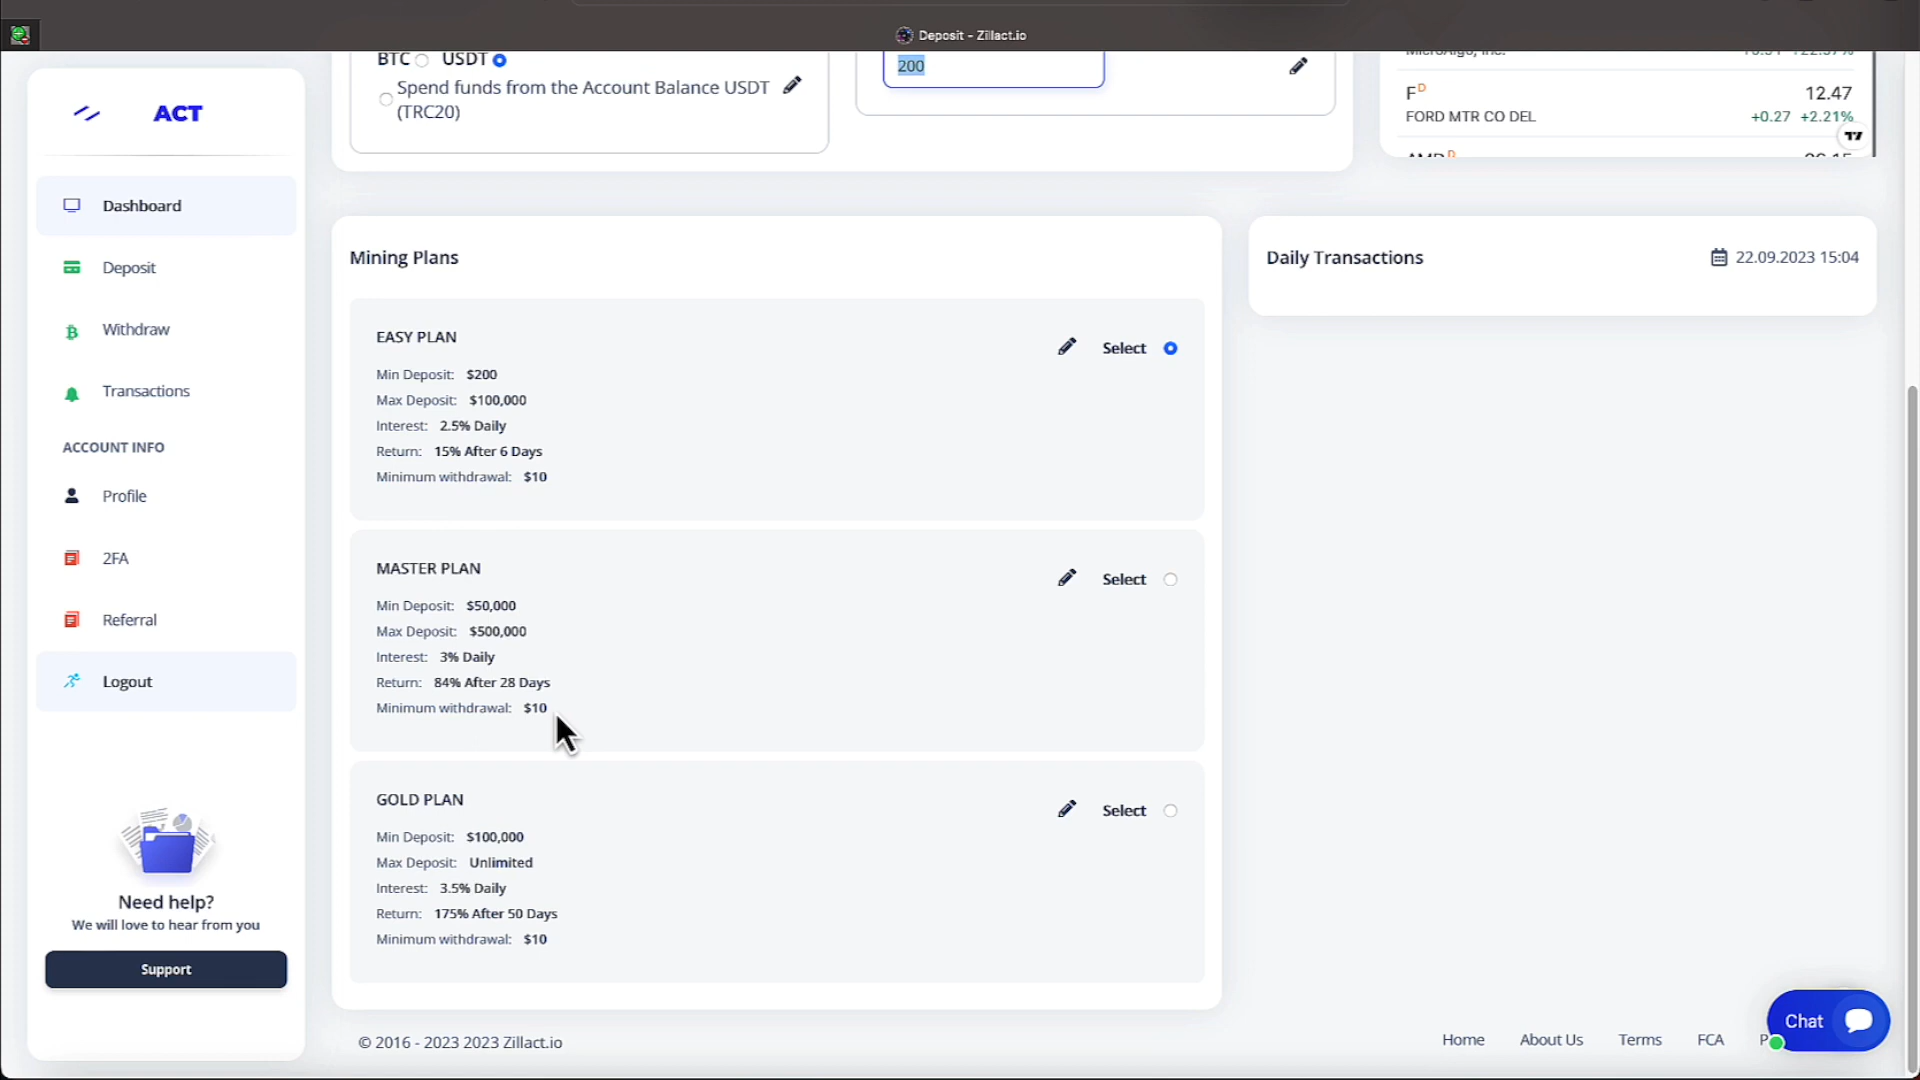 Deposit - Zillact.io
BTC USDT
Spend funds from the Account Balance USDT
(TRC20)
200
F D
12.47
FORD MTR CO DEL
+0.27 +2.21%
ACT
Dashboard
Deposit
Withdraw
Transactions
ACCOUNT INFO
Profile
2FA
Referral
Logout
Need help?
We will love to hear from you
Support
Mining Plans
EASY PLAN
Select
Min Deposit: $200
Max Deposit: $100,000
Interest: 2.5% Daily
Return: 15% After 6 Days
Minimum withdrawal: $10
MASTER PLAN
Select
Min Deposit: $50,000
Max Deposit: $500,000
Interest: 3% Daily
Return: 84% After 28 Days
Minimum withdrawal: $10
GOLD PLAN
Select
Min Deposit: $100,000
Max Deposit: Unlimited
Interest: 3.5% Daily
Return: 175% After 50 Days
Minimum withdrawal: $10
Daily Transactions
22.09.2023 15:04
© 2016 - 2023 2023 Zillact.io
Home About Us Terms FCA
Chat